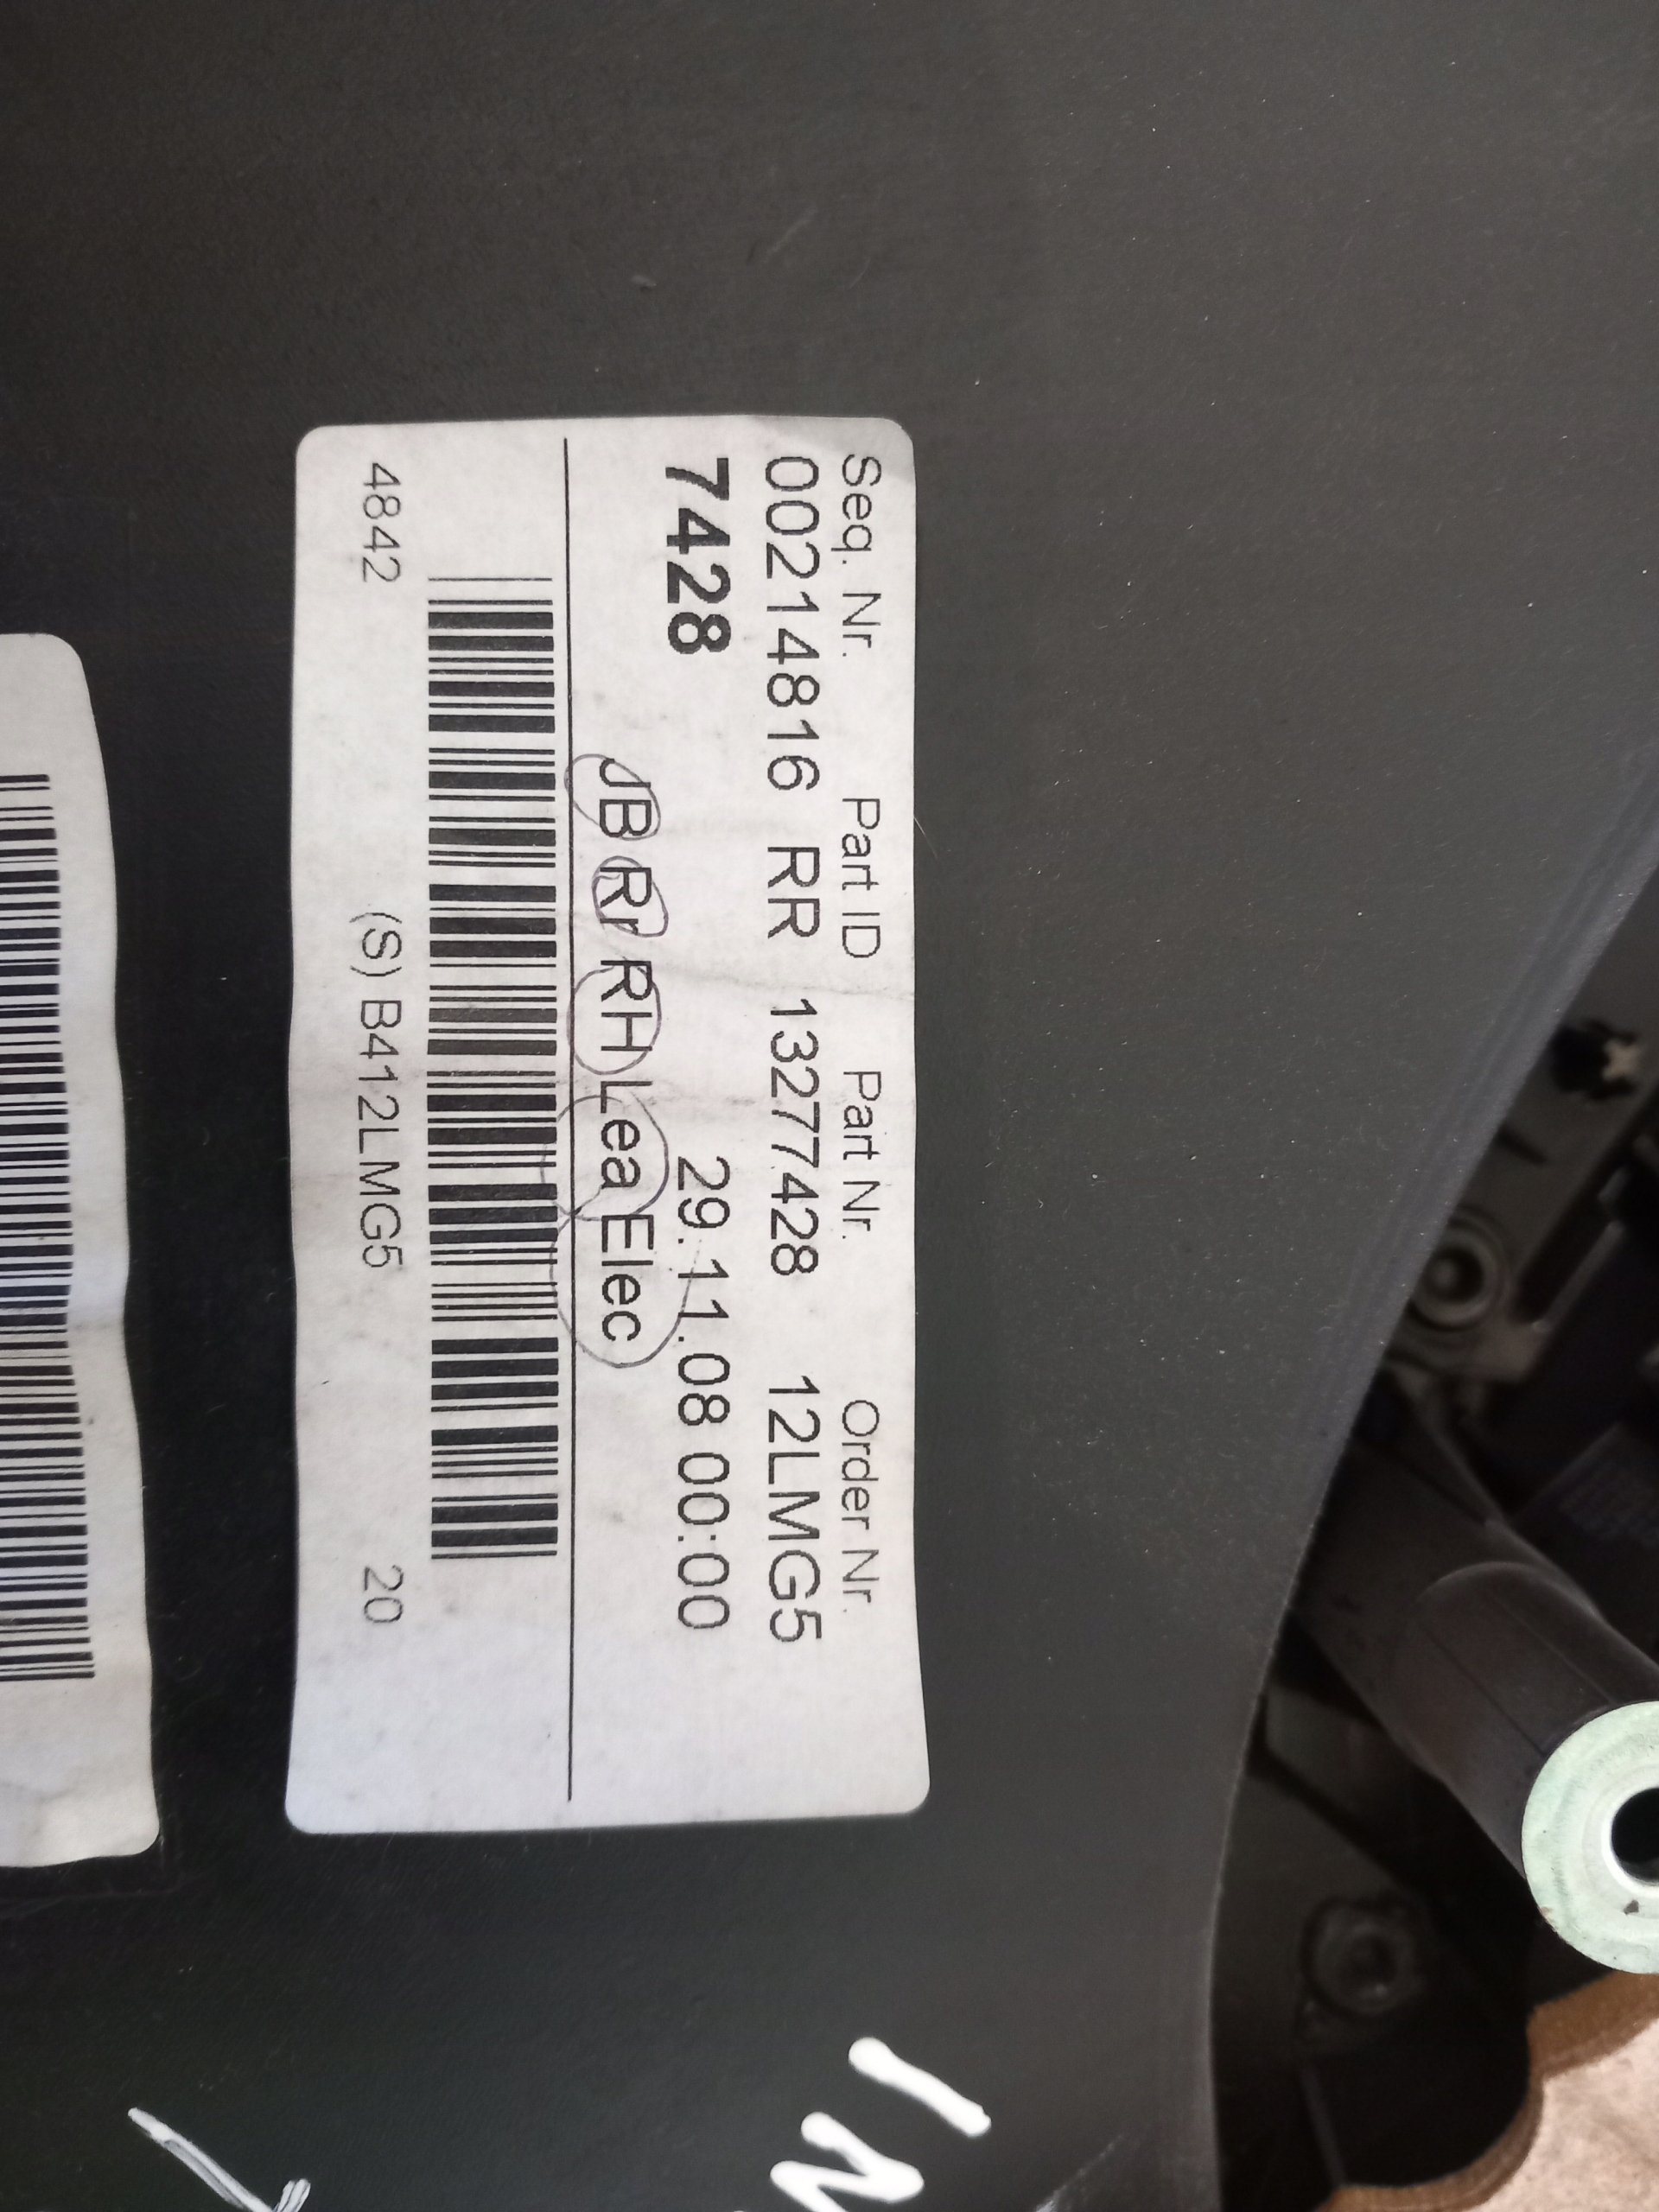 Seq. Nr. Part ID Part Nr. Order Nr.
00214816 RR 13277428 12LMG5
7428 29.11.08 00:00
JB Rr RH Lea Elec
4842 (S) B412LMG5 20
IN